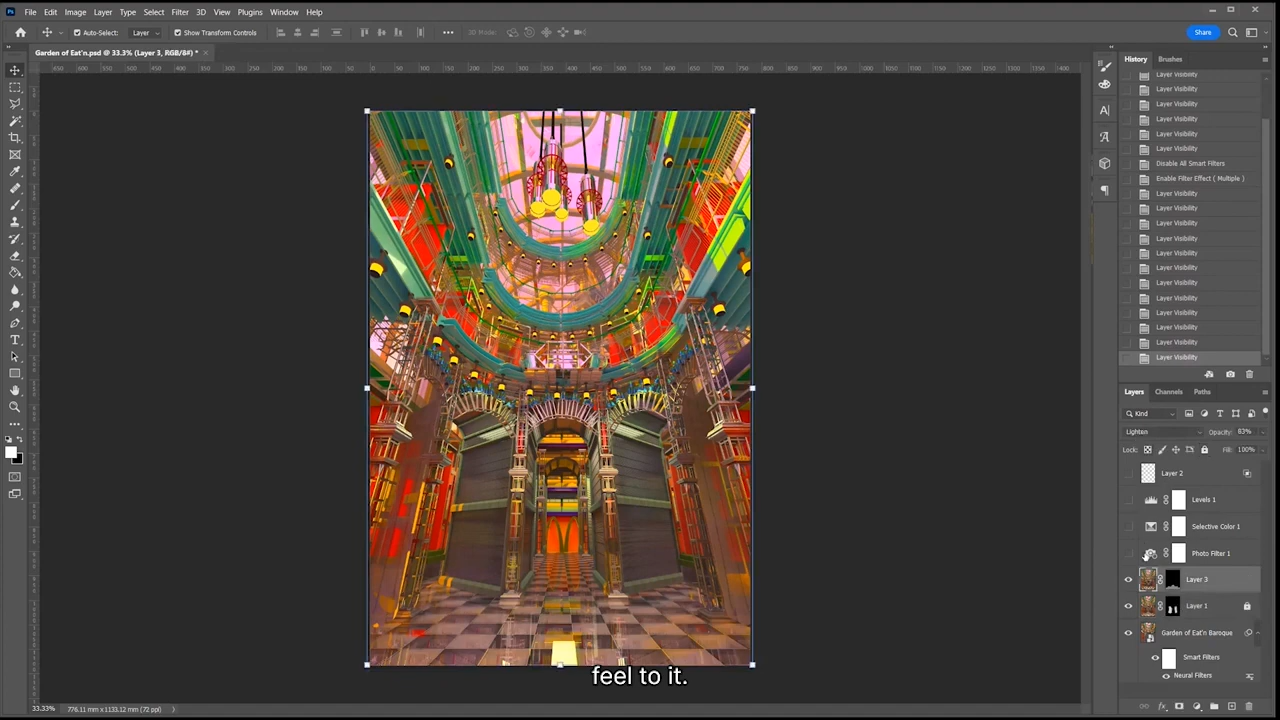 File Edit Image Layer Type Select Filter 3D View Plugins Window Help
Auto-Select: Layer Show Transform Controls 3D Mode: Share
Garden of Eat'n.psd @ 33.3% (Layer 3, RGB/8#) *
History Brushes
Layer Visibility
Layer Visibility
Layer Visibility
Layer Visibility
Layer Visibility
Layer Visibility
Disable All Smart Filters
Enable Filter Effect ( Multiple )
Layer Visibility
Layer Visibility
Layer Visibility
Layer Visibility
Layer Visibility
Layer Visibility
Layer Visibility
Layer Visibility
Layer Visibility
Layer Visibility
Layer Visibility
Layer Visibility
Layers Channels Paths
Kind
Lighten Opacity: 83%
Lock: Fill: 100%
Layer 2
Levels 1
Selective Color 1
Photo Filter 1
Layer 3
Layer 1
Garden of Eat'n Baroque
Smart Filters
Neural Filters
feel to it.
33.33% 776.11 mm x 1133.12 mm (72 ppi)